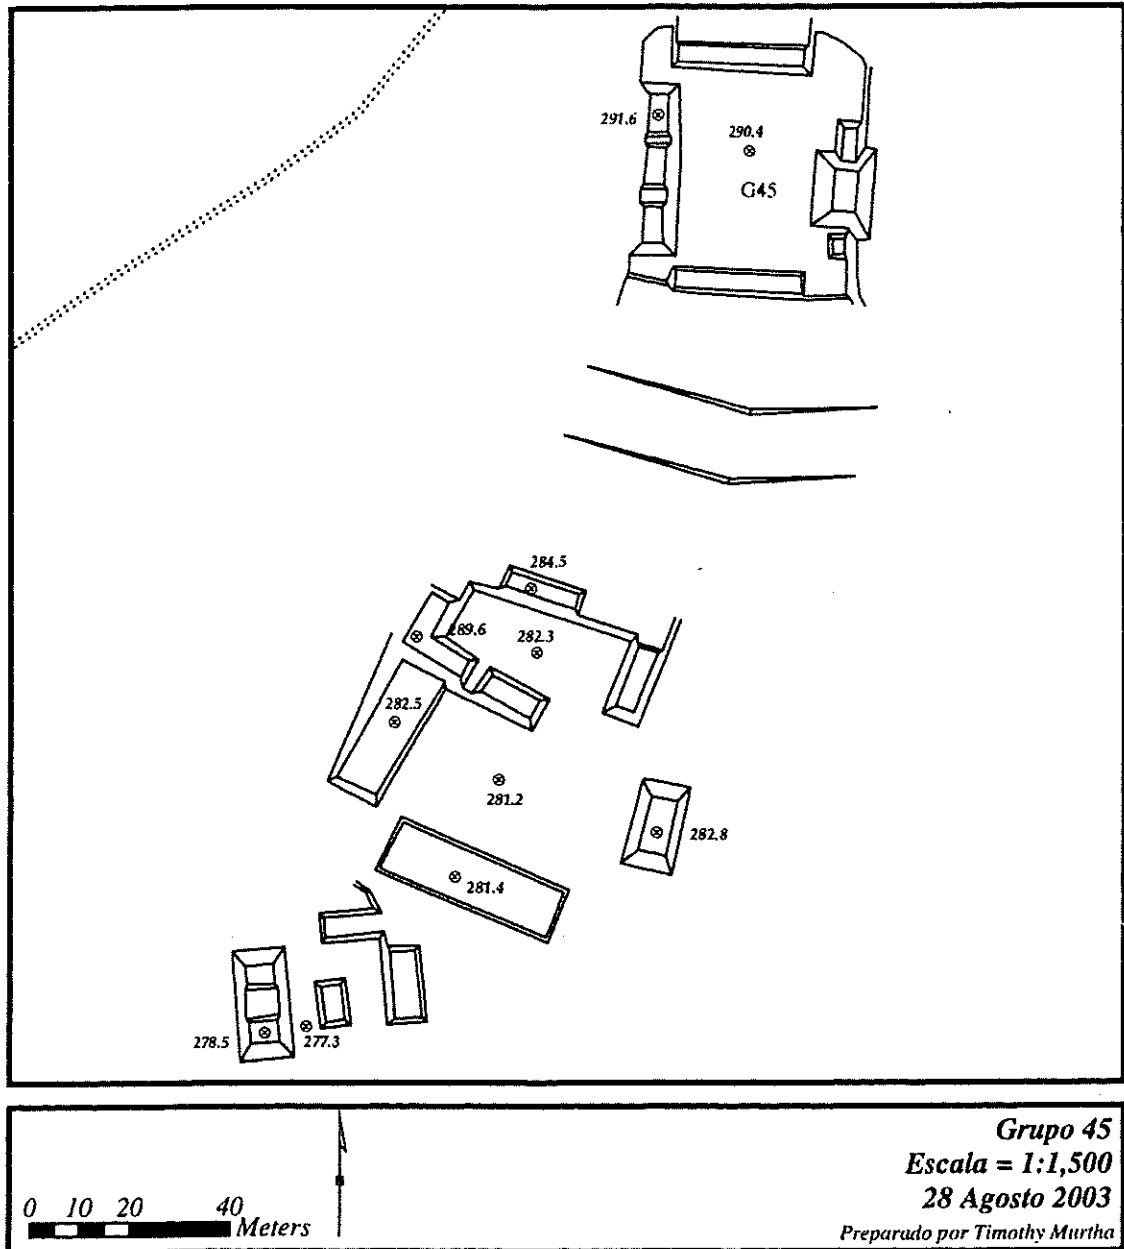 291.6
290.4
G45
284.5
289.6
282.3
282.5
281.2
282.8
281.4
278.5
277.3
Grupo 45
Escala = 1:1,500
28 Agosto 2003
0 10 20 40 Meters
Preparado por Timothy Murtha